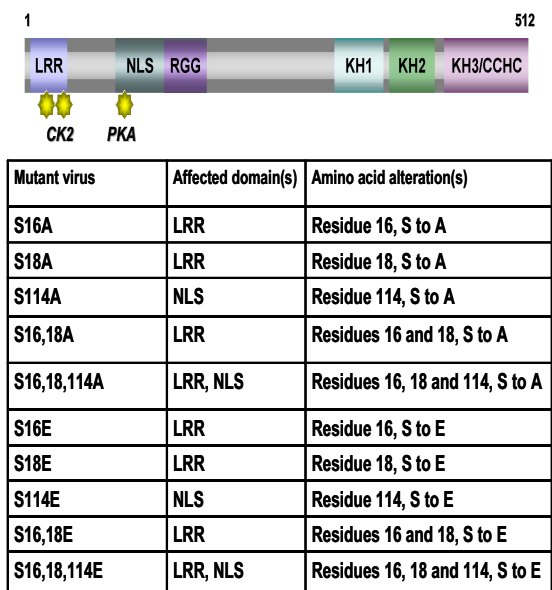 1 512
LRR NLS RGG KH1 KH2 KH3/CCHC
CK2 PKA
Mutant virus Affected domain(s) Amino acid alteration(s)
S16A LRR Residue 16, S to A
S18A LRR Residue 18, S to A
S114A NLS Residue 114, S to A
S16,18A LRR Residues 16 and 18, S to A
S16,18,114A LRR, NLS Residues 16, 18 and 114, S to A
S16E LRR Residue 16, S to E
S18E LRR Residue 18, S to E
S114E NLS Residue 114, S to E
S16,18E LRR Residues 16 and 18, S to E
S16,18,114E LRR, NLS Residues 16, 18 and 114, S to E